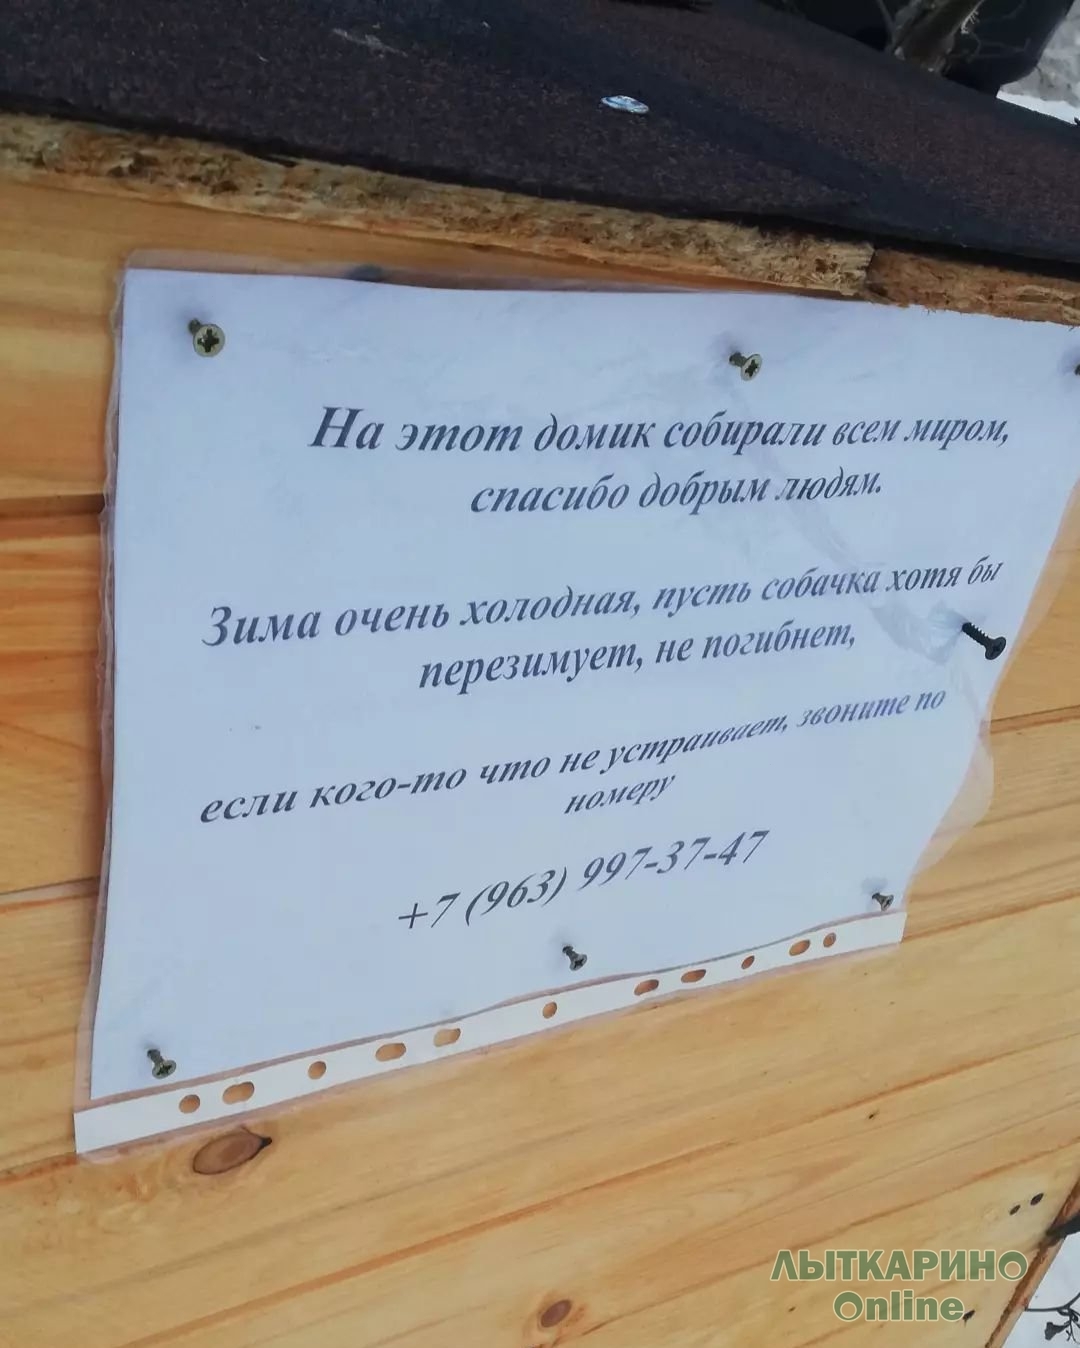 На этот домик собирали всем миром,
спасибо добрым людям.
Зима очень холодная, пусть собачка хотя бы
перезимует, не погибнет,
если кого-то что не устраивает, звоните по
номеру
+7 (963) 997-37-47
ЛЫТКАРИНО
Online